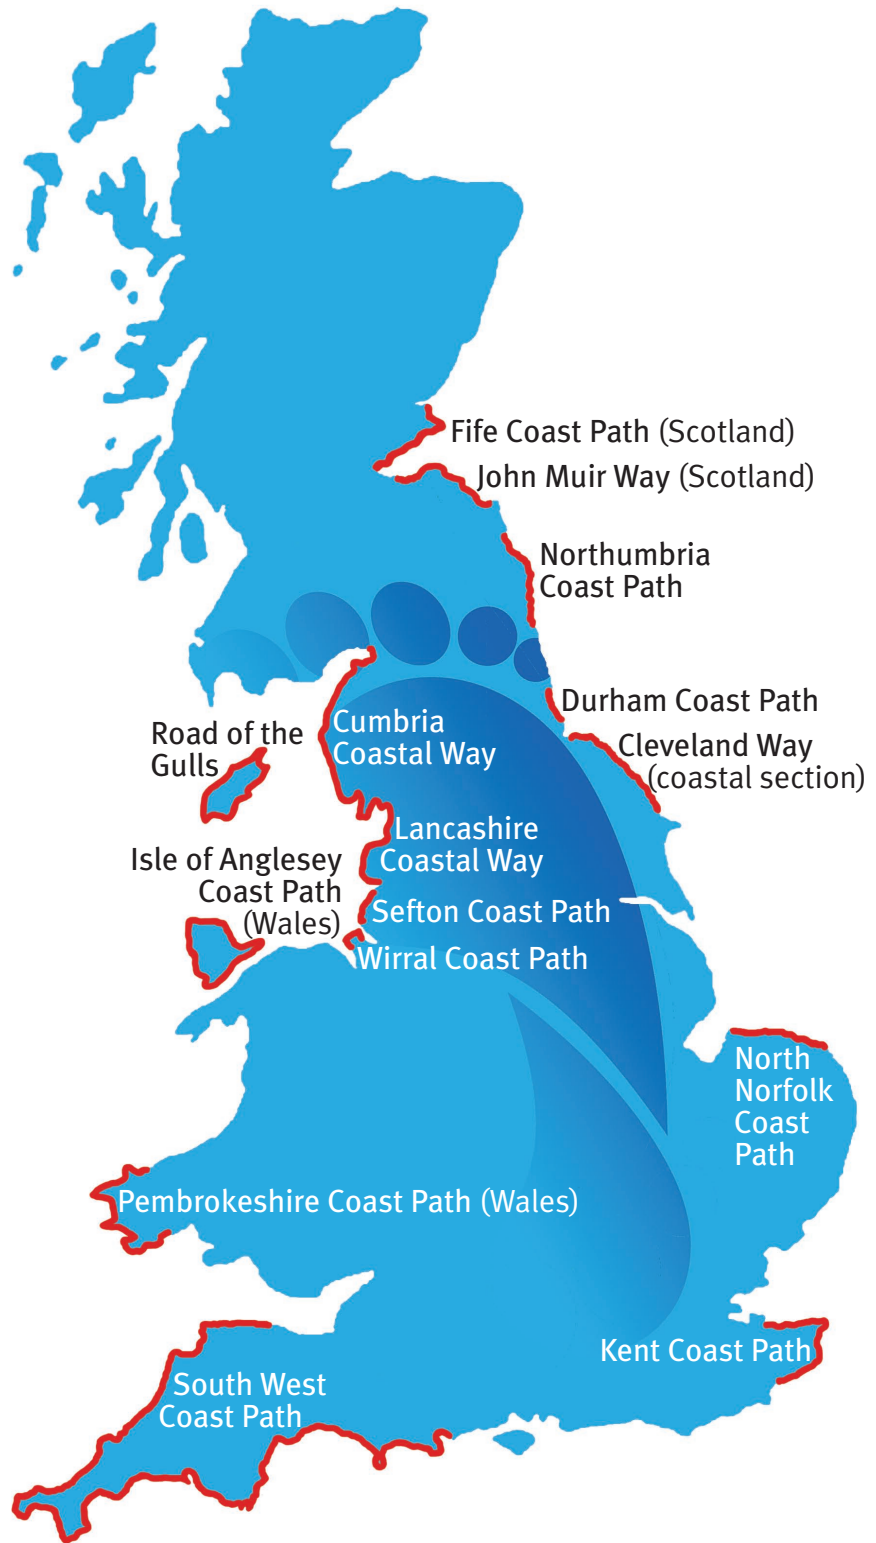 Fife Coast Path (Scotland)
John Muir Way (Scotland)
Northumbria
Coast Path
Durham Coast Path
Cleveland Way
(coastal section)
Road of the
Gulls
Cumbria
Coastal Way
Lancashire
Coastal Way
Isle of Anglesey
Coast Path
(Wales)
Sefton Coast Path
Wirral Coast Path
North
Norfolk
Coast
Path
Pembrokeshire Coast Path (Wales)
Kent Coast Path
South West
Coast Path